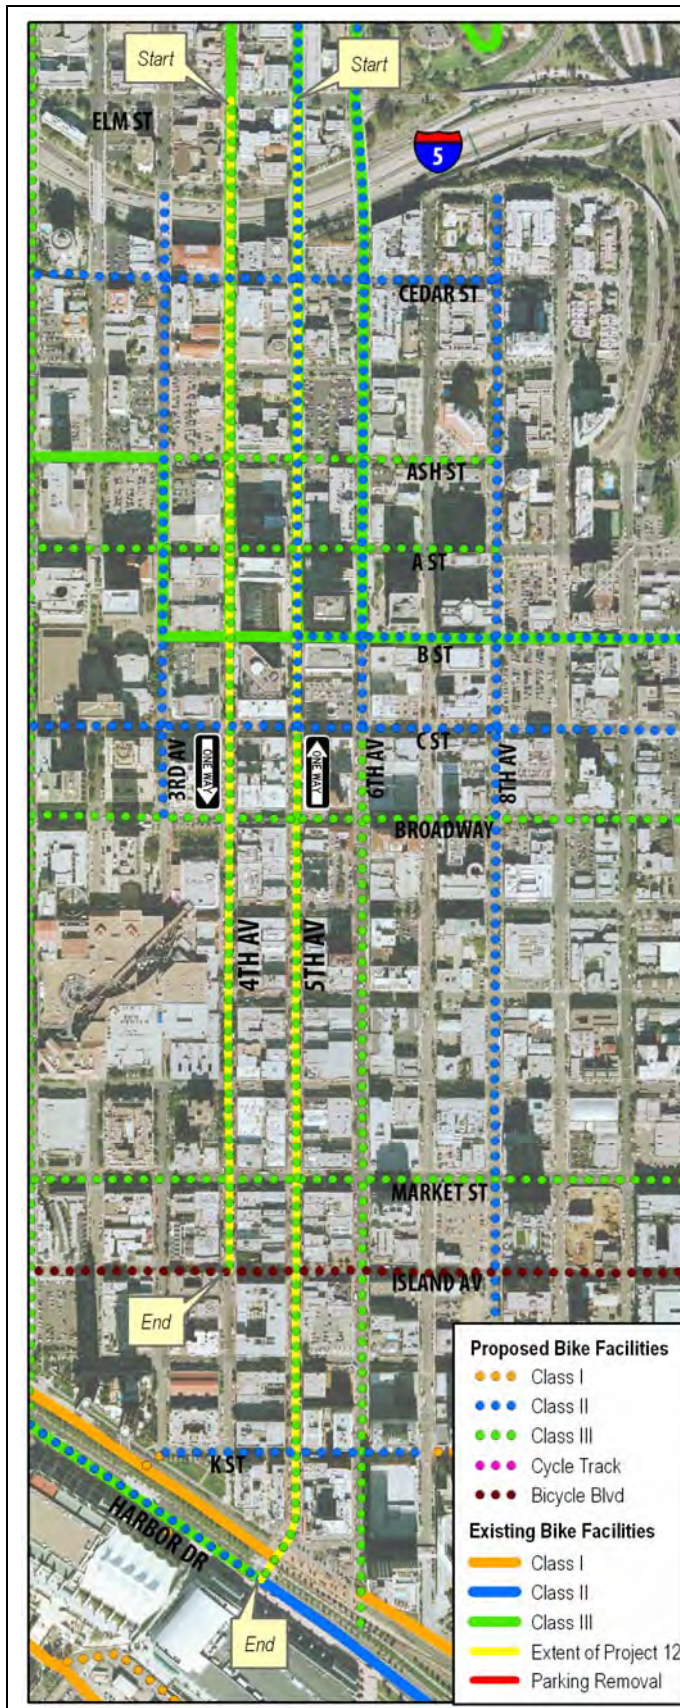 Start
Start
ELM ST
5
CEDAR ST
ASH ST
A ST
B ST
C ST
3RD AV
ONE WAY
ONE WAY
6TH AV
8TH AV
BROADWAY
4TH AV
5TH AV
MARKET ST
ISLAND AV
End
K ST
HARBOR DR
End
Proposed Bike Facilities
Class I
Class II
Class III
Cycle Track
Bicycle Blvd
Existing Bike Facilities
Class I
Class II
Class III
Extent of Project 12
Parking Removal